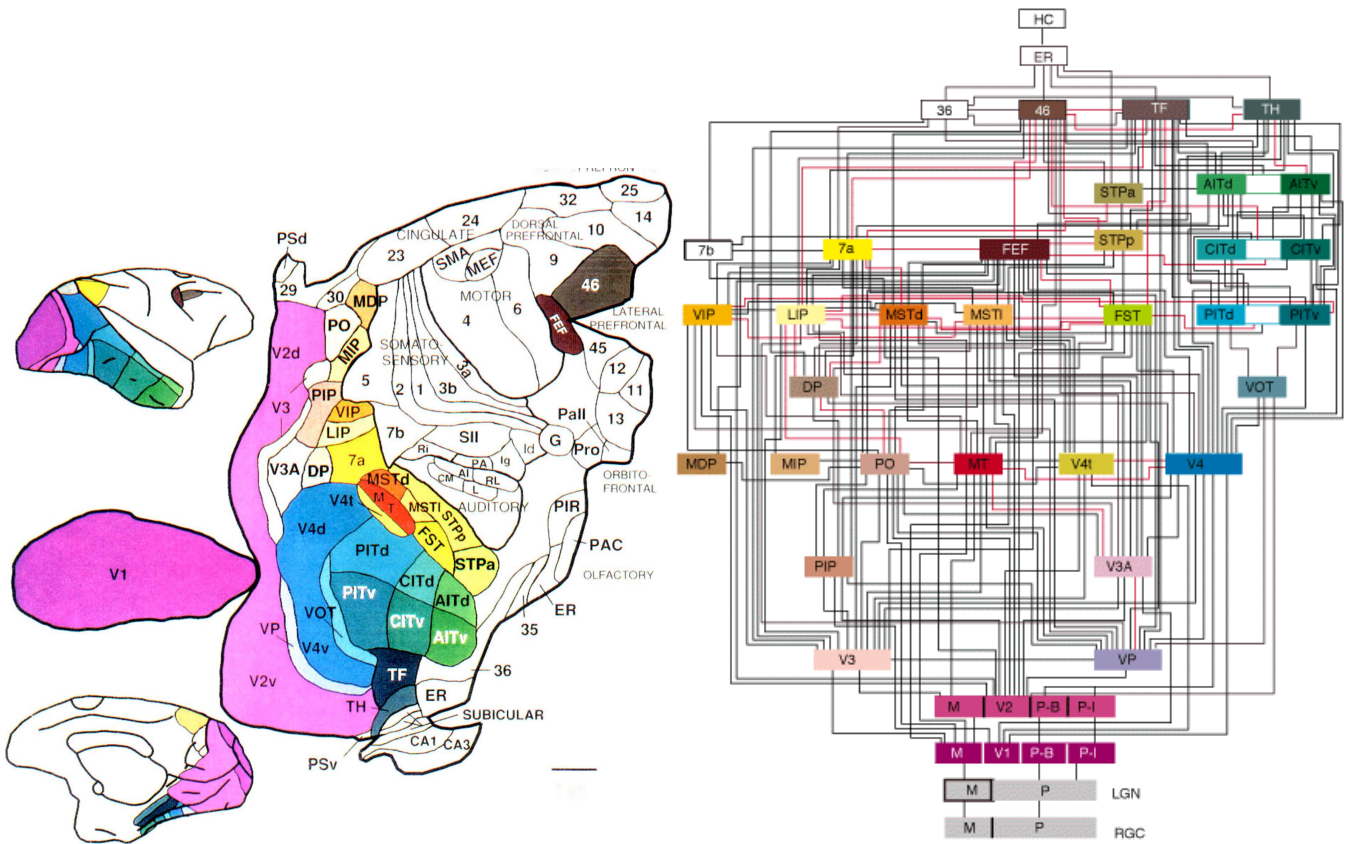 25
32
14
24
DORSAL
PREFRONTAL
10
CINGULATE
PSd
23
SMA
MEF
9
46
29
30
MDP
MOTOR
6
LATERAL
PREFRONTAL
PO
4
FEF
V2d
MIP
SOMATO-
SENSORY
45
3a
12
5
2
1
3b
11
V3
PIP
VIP
Pall
13
LIP
7b
SII
Id
G
Pro
Ri
7a
PA
Ig
V3A
DP
CM
AI
RL
ORBITO-
FRONTAL
MSTd
L
V4t
M
T
MSTl
AUDITORY
PIR
STPp
V4d
FST
PITd
PAC
STPa
OLFACTORY
V1
CITd
PITv
AITd
ER
VOT
CITv
35
VP
AITv
V4v
36
TF
V2v
ER
TH
SUBICULAR
CA1
CA3
PSv
HC
ER
36
46
TF
TH
STPa
AITd
AITv
7b
7a
FEF
STPp
CITd
CITv
VIP
LIP
MSTd
MSTl
FST
PITd
PITv
DP
VOT
MDP
MIP
PO
MT
V4t
V4
PIP
V3A
V3
VP
M V2 P-B P-I
M V1 P-B P-I
M P LGN
M P RGC